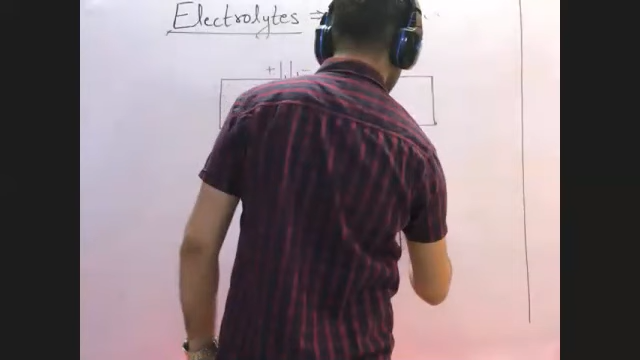 Electrolytes ⇒
+ -